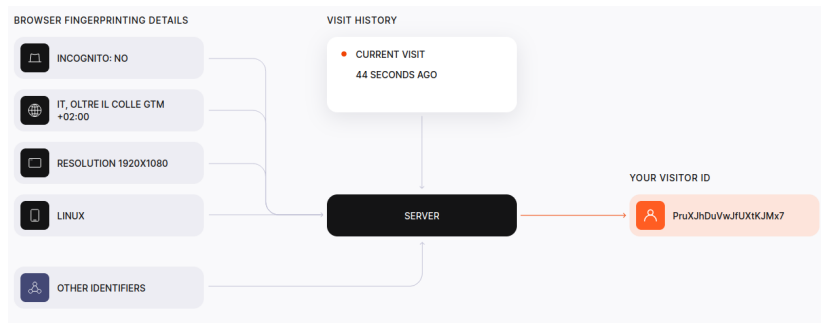 BROWSER FINGERPRINTING DETAILS
INCOGNITO: NO
IT, OLTRE IL COLLE GTM
+02:00
RESOLUTION 1920X1080
LINUX
OTHER IDENTIFIERS
VISIT HISTORY
CURRENT VISIT
44 SECONDS AGO
SERVER
YOUR VISITOR ID
PruXJhDuVwJfUXtKJMx7